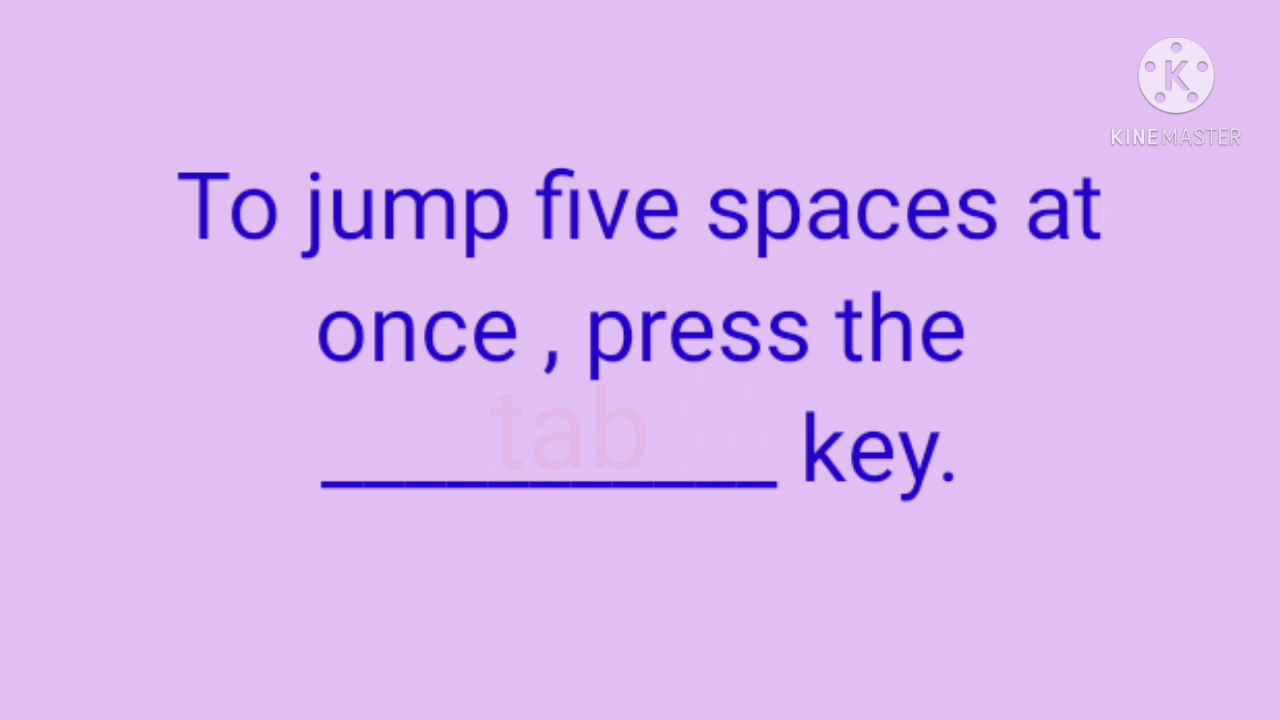 KINEMASTER
To jump five spaces at
once , press the
tab
___________ key.